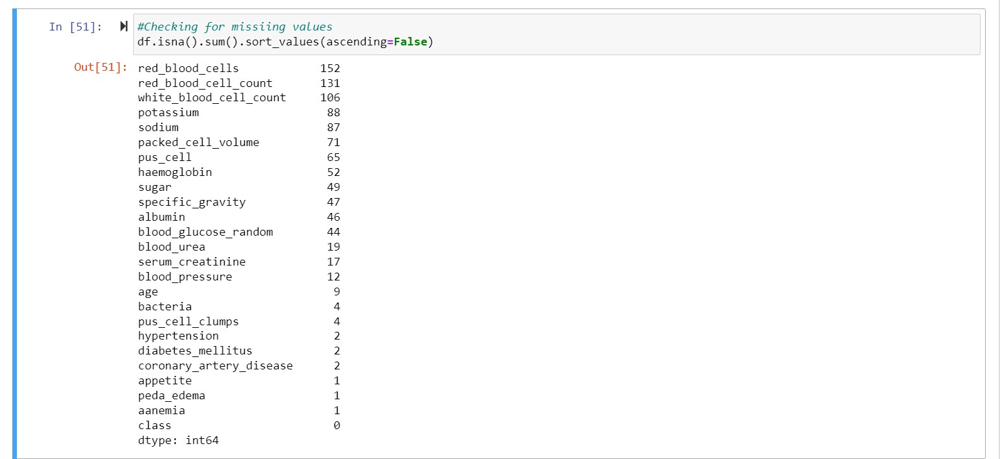 In [51]: #Checking for missiing values
df.isna().sum().sort_values(ascending=False)
Out[51]: red_blood_cells 152
red_blood_cell_count 131
white_blood_cell_count 106
potassium 88
sodium 87
packed_cell_volume 71
pus_cell 65
haemoglobin 52
sugar 49
specific_gravity 47
albumin 46
blood_glucose_random 44
blood_urea 19
serum_creatinine 17
blood_pressure 12
age 9
bacteria 4
pus_cell_clumps 4
hypertension 2
diabetes_mellitus 2
coronary_artery_disease 2
appetite 1
peda_edema 1
aanemia 1
class 0
dtype: int64